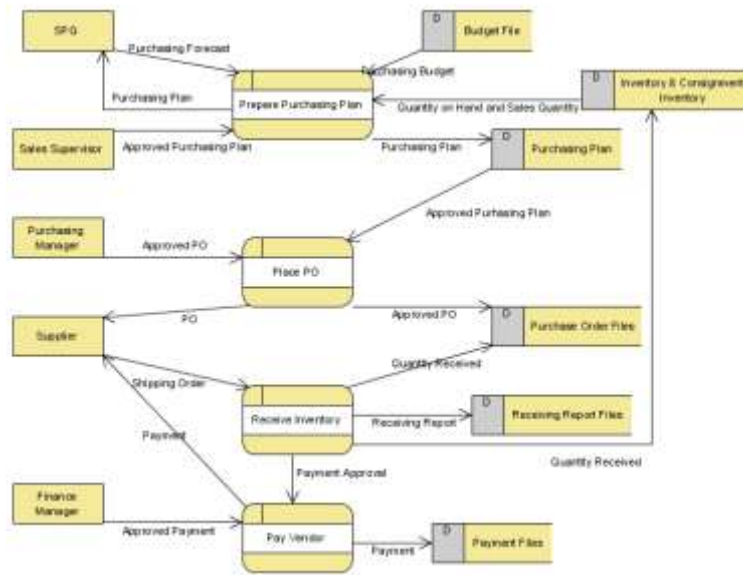 SPG
D
Budget File
Purchasing Forecast
Purchasing Budget
D
Inventory & Consignment
Inventory
Purchasing Plan
Prepare Purchasing Plan
Quantity on Hand and Sales Quantity
Sales Supervisor
Approved Purchasing Plan
Purchasing Plan
D
Purchasing Plan
Approved Purhasing Plan
Purchasing
Manager
Approved PO
Place PO
PO
Approved PO
D
Purchase Order Files
Supplier
Quantity Received
Shipping Order
D
Receiving Report Files
Receive Inventory
Receiving Report
Payment
Quantity Received
Payment Approval
Finance
Manager
Approved Payment
Pay Vendor
Payment
D
Payment Files